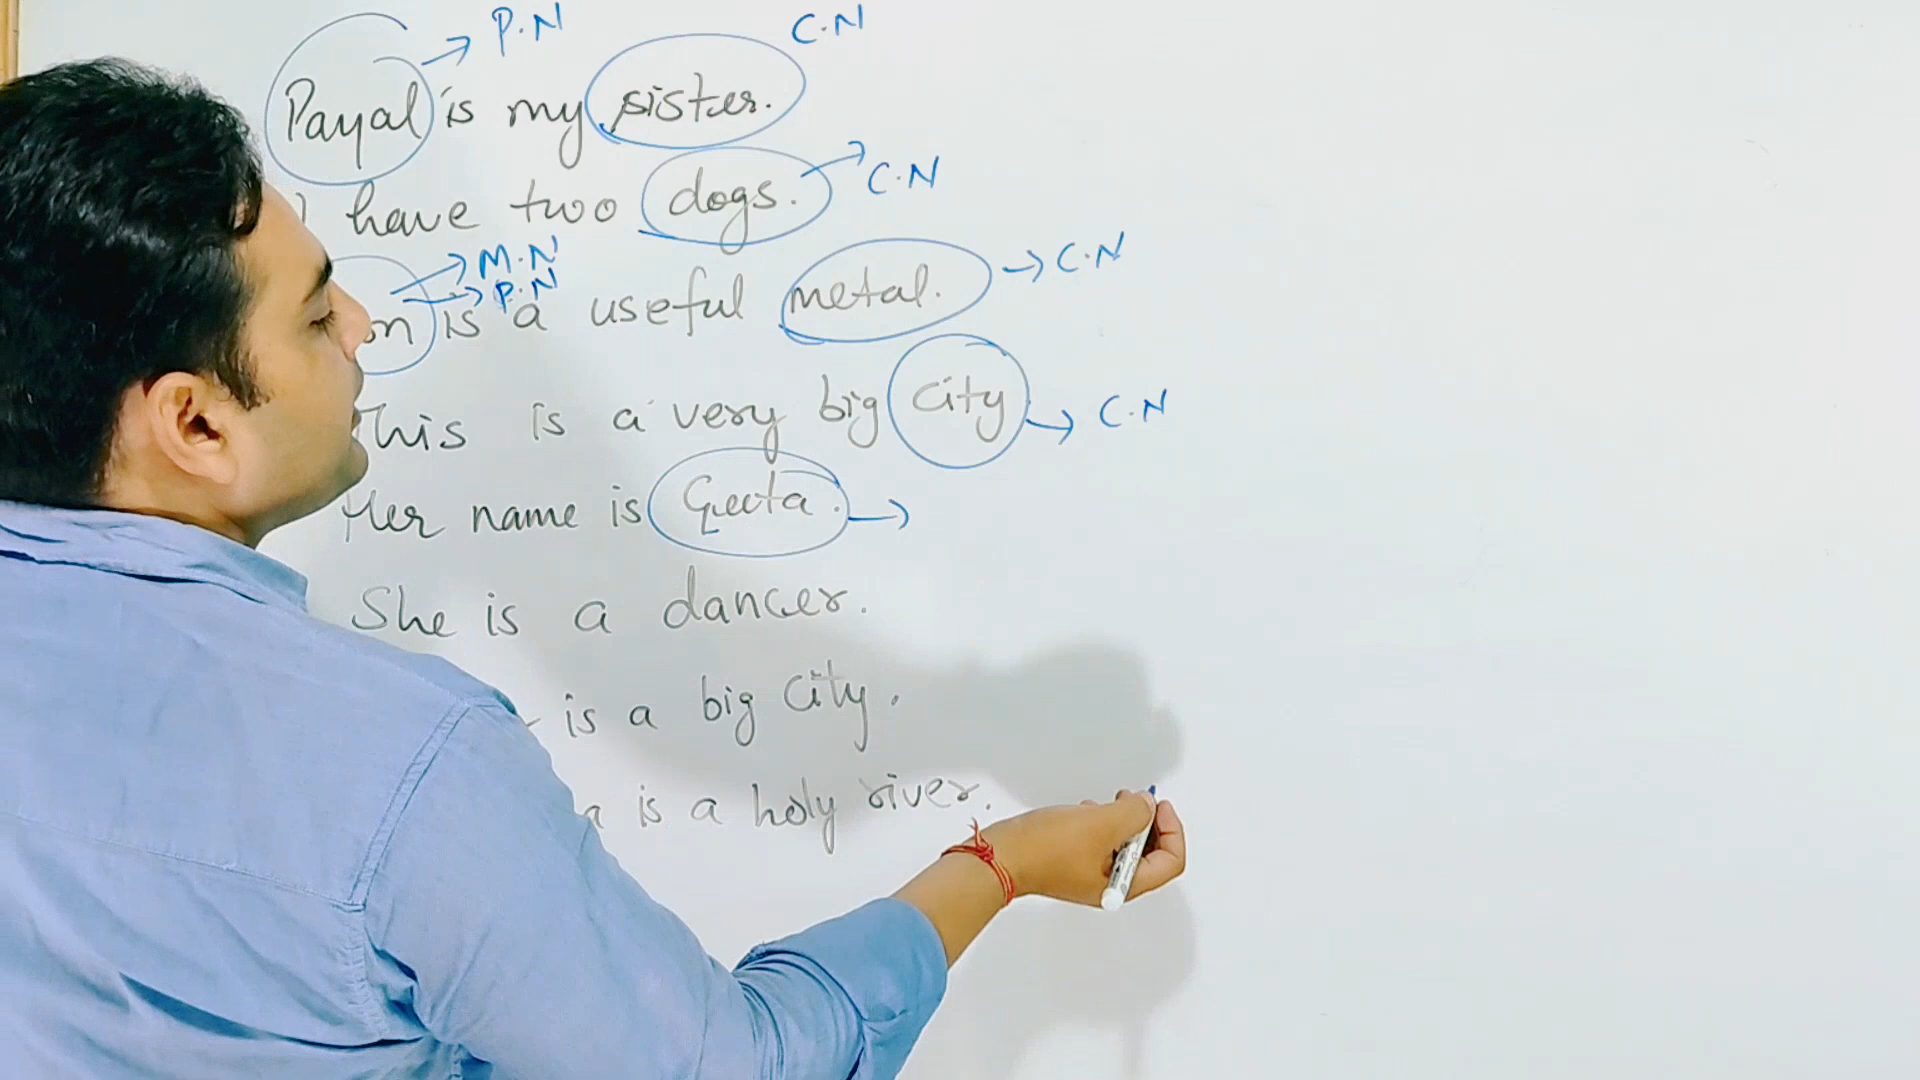 P.N C.N
Payal is my sister.
have two dogs. C.N
M.N
P.N
is a useful metal. C.N
This is a very big city C.N
Her name is Geeta.
She is a dancer.
is a big city.
is a holy river.